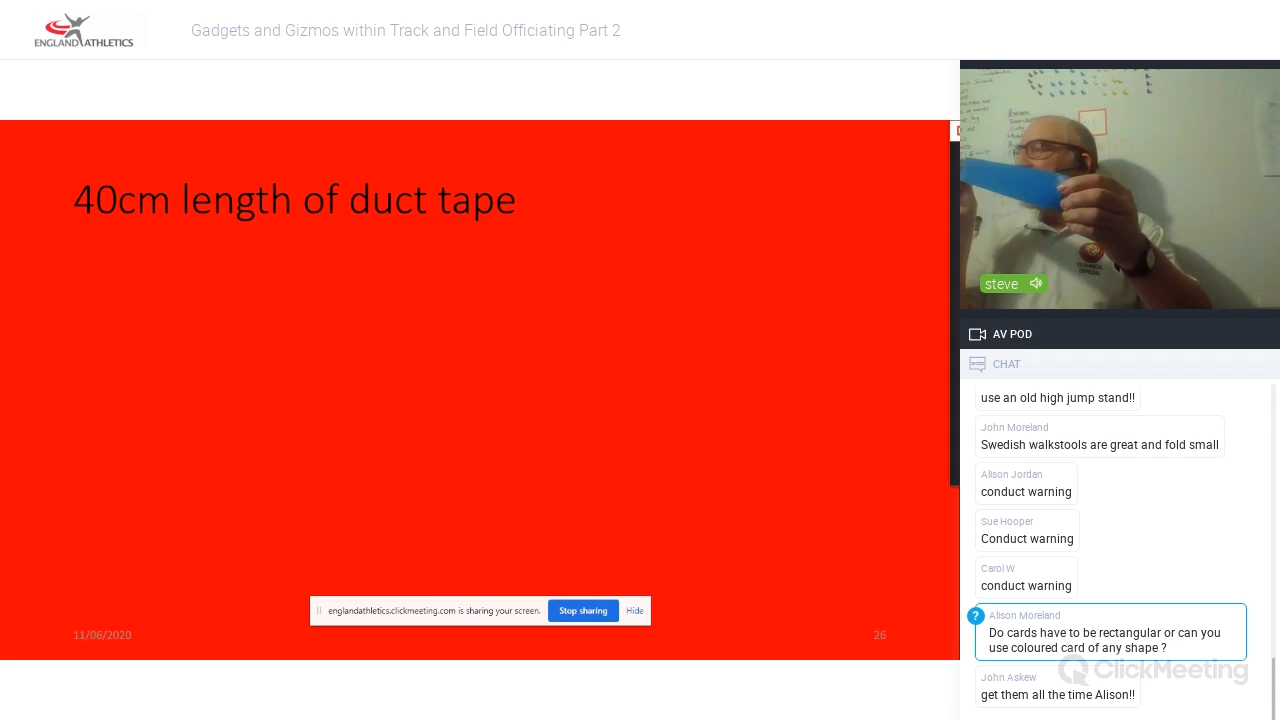 ENGLAND ATHLETICS
Gadgets and Gizmos within Track and Field Officiating Part 2
40cm length of duct tape
englandathletics.clickmeeting.com is sharing your screen.
Stop sharing
Hide
11/06/2020
26
TECHNICAL
OFFICIAL
steve
AV POD
CHAT
use an old high jump stand!!
John Moreland
Swedish walkstools are great and fold small
Alison Jordan
conduct warning
Sue Hooper
Conduct warning
Carol W
conduct warning
?
Alison Moreland
Do cards have to be rectangular or can you
use coloured card of any shape ?
ClickMeeting
John Askew
get them all the time Alison!!